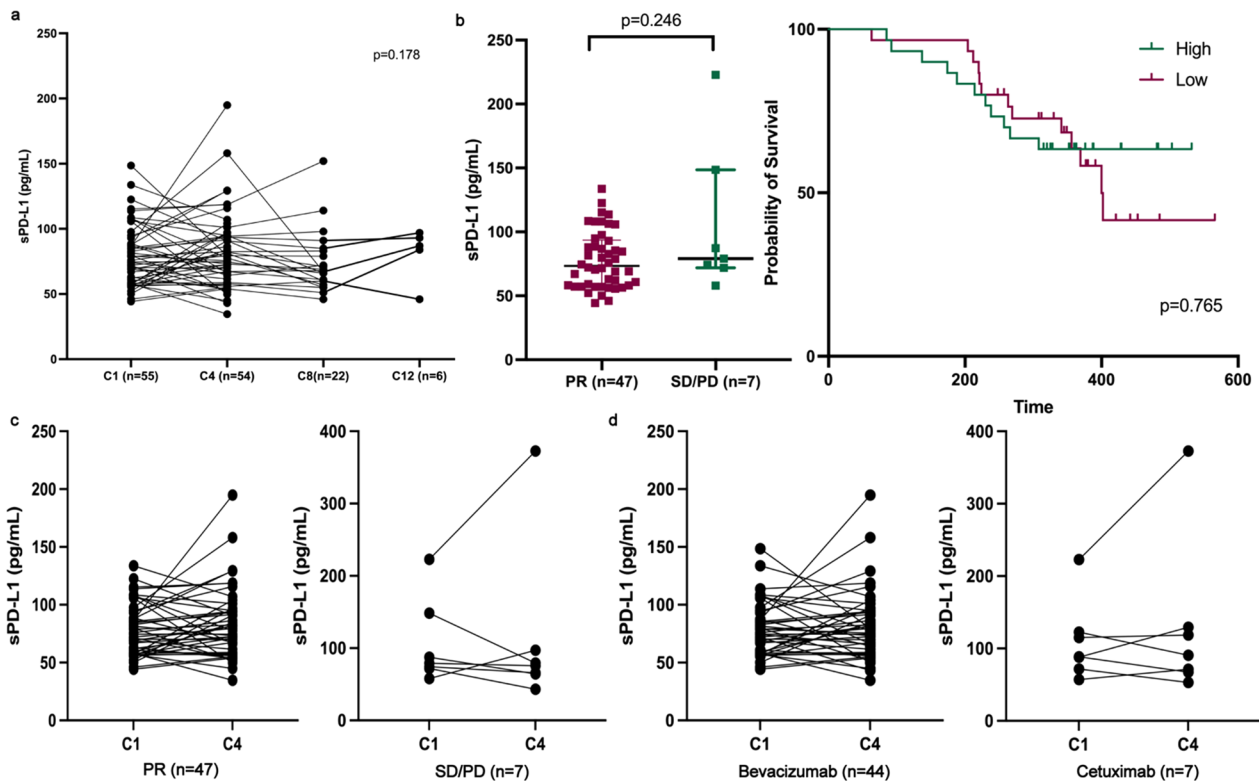 a
p=0.178
sPD-L1 (pg/mL)
250
200
150
100
50
0
C1 (n=55)
C4 (n=54)
C8(n=22)
C12 (n=6)
b
p=0.246
sPD-L1 (pg/mL)
250
200
150
100
50
0
PR (n=47)
SD/PD (n=7)
Probability of Survival
100
50
0
High
Low
p=0.765
0
200
400
600
Time
c
sPD-L1 (pg/mL)
250
200
150
100
50
0
C1
C4
PR (n=47)
sPD-L1 (pg/mL)
400
300
200
100
0
C1
C4
SD/PD (n=7)
d
sPD-L1 (pg/mL)
250
200
150
100
50
0
C1
C4
Bevacizumab (n=44)
sPD-L1 (pg/mL)
400
300
200
100
0
C1
C4
Cetuximab (n=7)